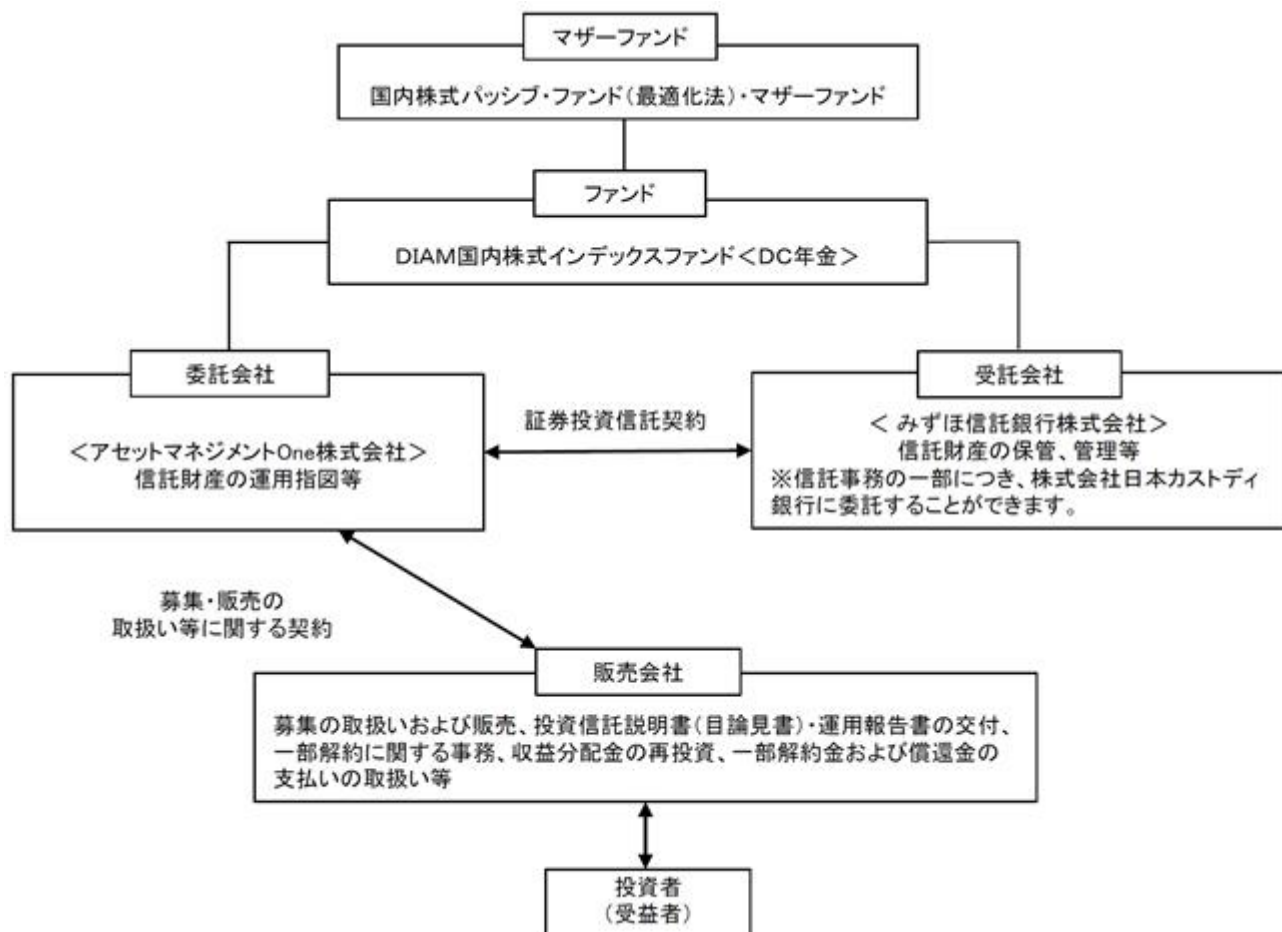 マザーファンド
国内株式パッシブ・ファンド(最適化法)・マザーファンド
ファンド
DIAM国内株式インデックスファンド<DC年金>
委託会社
<アセットマネジメントOne株式会社>
信託財産の運用指図等
証券投資信託契約
受託会社
< みずほ信託銀行株式会社>
信託財産の保管、管理等
※信託事務の一部につき、株式会社日本カストディ
銀行に委託することができます。
募集・販売の
取扱い等に関する契約
販売会社
募集の取扱いおよび販売、投資信託説明書(目論見書)・運用報告書の交付、
一部解約に関する事務、収益分配金の再投資、一部解約金および償還金の
支払いの取扱い等
投資者
(受益者)